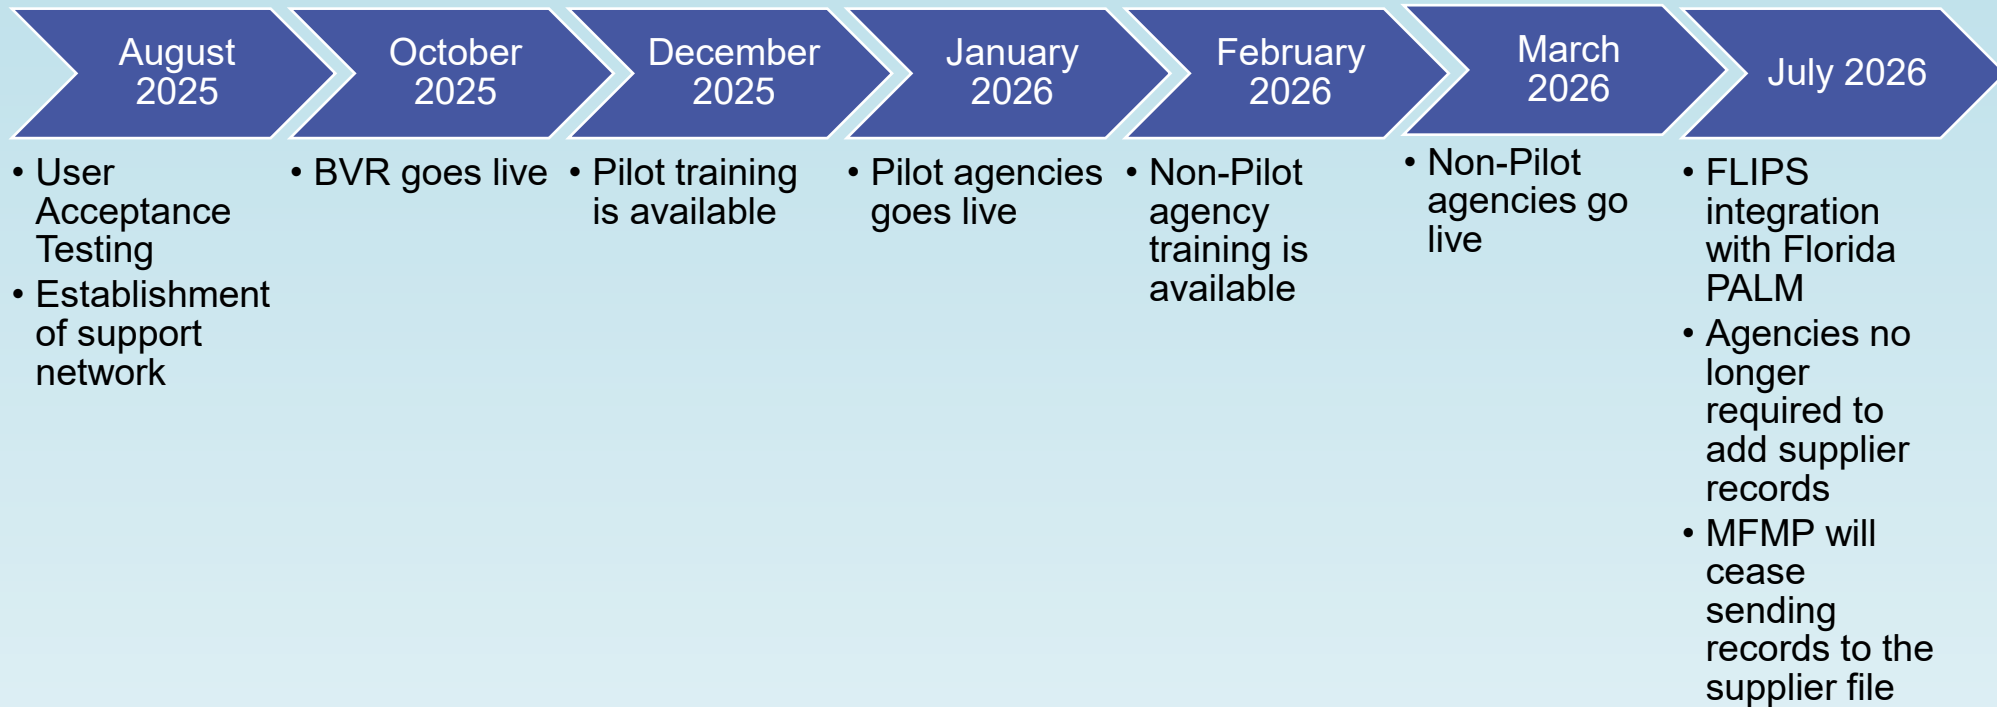 August
2025
• User
Acceptance
Testing
• Establishment
of support
network
October
2025
• BVR goes live
December
2025
• Pilot training
is available
January
2026
• Pilot agencies
goes live
February
2026
• Non-Pilot
agency
training is
available
March
2026
• Non-Pilot
agencies go
live
July 2026
• FLIPS
integration
with Florida
PALM
• Agencies no
longer
required to
add supplier
records
• MFMP will
cease
sending
records to the
supplier file